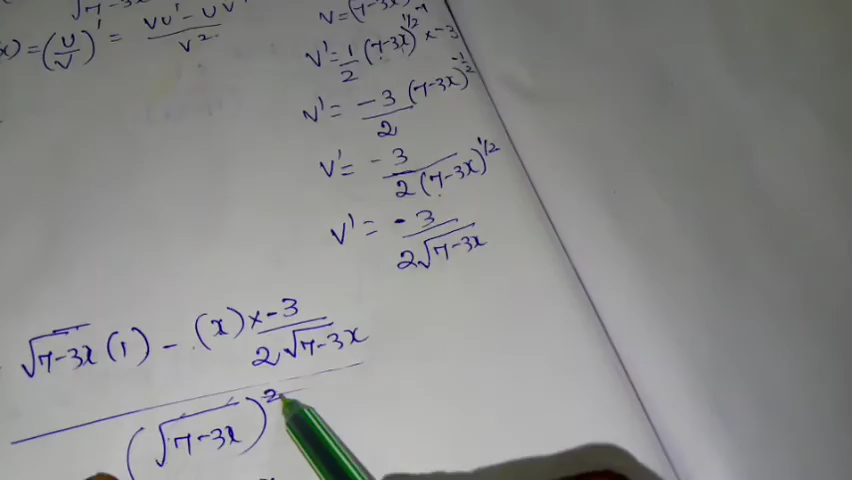 √7-3x
x) = (U/V)' = VU' - UV' / V²
V = (7-3x)
V' = 1/2 (7-3x)^1/2-1 × -3
V' = -3/2 (7-3x)^-1/2
V' = -3 / 2(7-3x)^1/2
V' = -3 / 2√7-3x
√7-3x (1) - (x) × -3 / 2√7-3x
(√7-3x)²